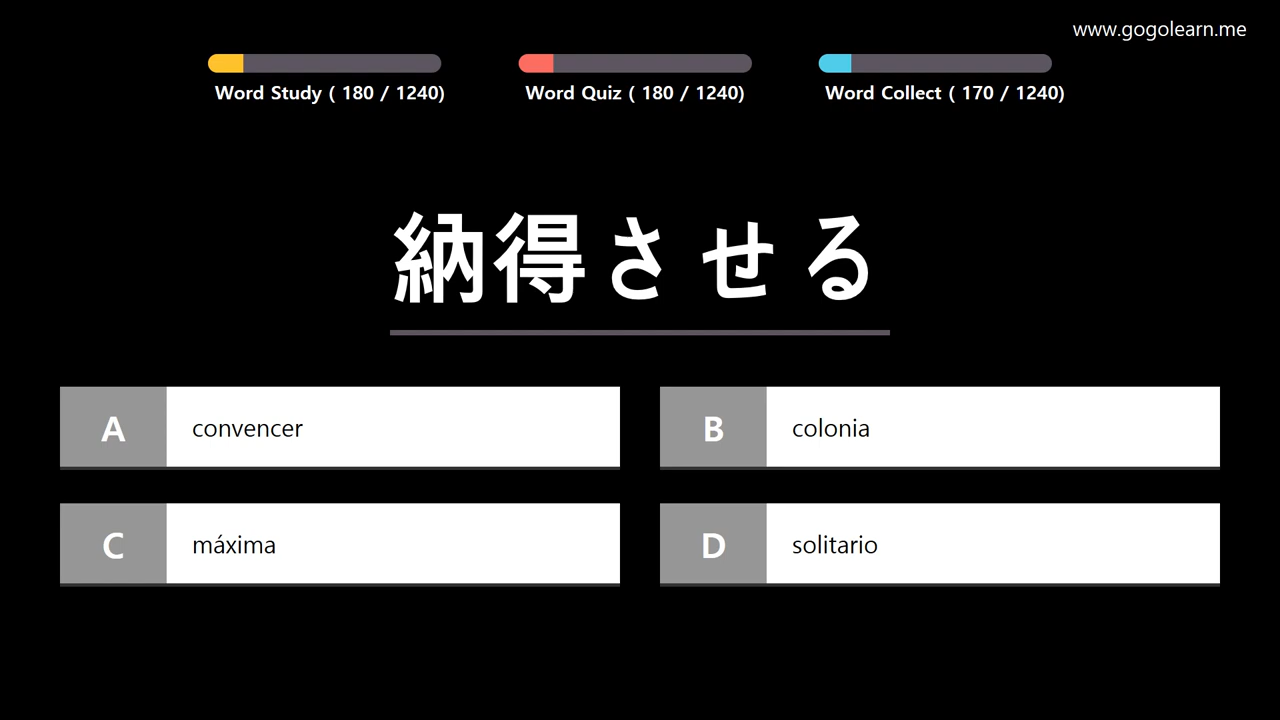 www.gogolearn.me
Word Study ( 180 / 1240)
Word Quiz ( 180 / 1240)
Word Collect ( 170 / 1240)
納得させる
A convencer
B colonia
C máxima
D solitario